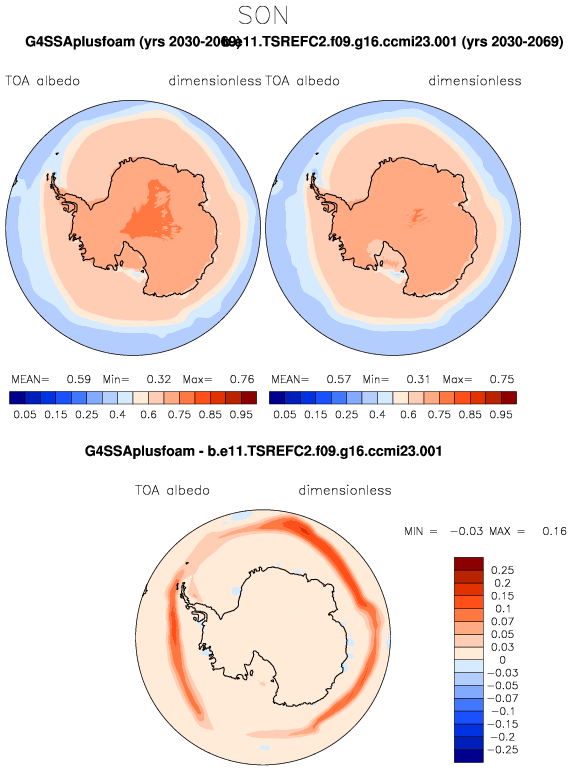 SON
G4SSAplusfoam (yrs 2030-2069) b.e11.TSREFC2.f09.g16.ccmi23.001 (yrs 2030-2069)
TOA albedo dimensionless TOA albedo dimensionless
MEAN= 0.59 Min= 0.32 Max= 0.76 MEAN= 0.57 Min= 0.31 Max= 0.75
0.05 0.15 0.25 0.4 0.6 0.75 0.85 0.95 0.05 0.15 0.25 0.4 0.6 0.75 0.85 0.95
G4SSAplusfoam - b.e11.TSREFC2.f09.g16.ccmi23.001
TOA albedo dimensionless
MIN = -0.03 MAX = 0.16
0.25
0.2
0.15
0.1
0.07
0.05
0.03
0
-0.03
-0.05
-0.07
-0.1
-0.15
-0.2
-0.25